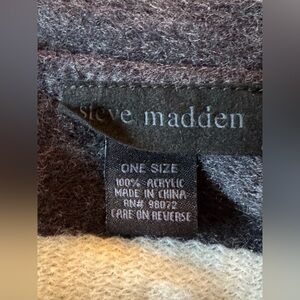 steve madden
ONE SIZE
100% ACRYLIC
MADE IN CHINA
RN# 98072
CARE ON REVERSE